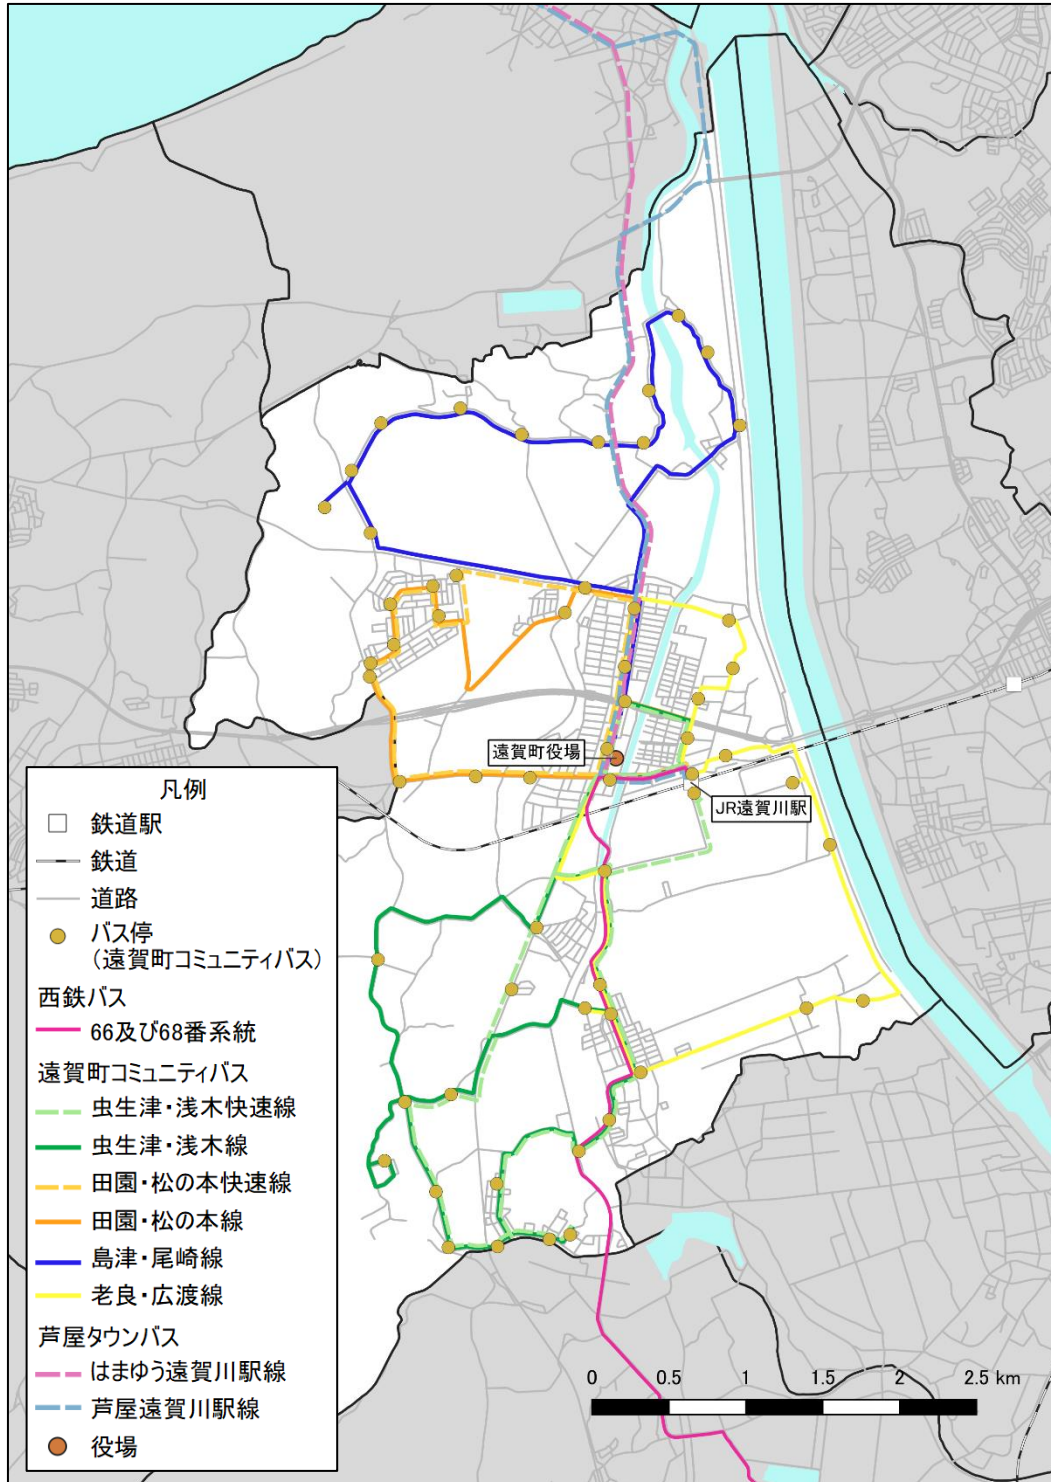 遠賀町役場
JR遠賀川駅
凡例
鉄道駅
鉄道
道路
バス停
(遠賀町コミュニティバス)
西鉄バス
66及び68番系統
遠賀町コミュニティバス
虫生津・浅木快速線
虫生津・浅木線
田園・松の本快速線
田園・松の本線
島津・尾崎線
老良・広渡線
芦屋タウンバス
はまゆう遠賀川駅線
芦屋遠賀川駅線
役場
0 0.5 1 1.5 2 2.5 km